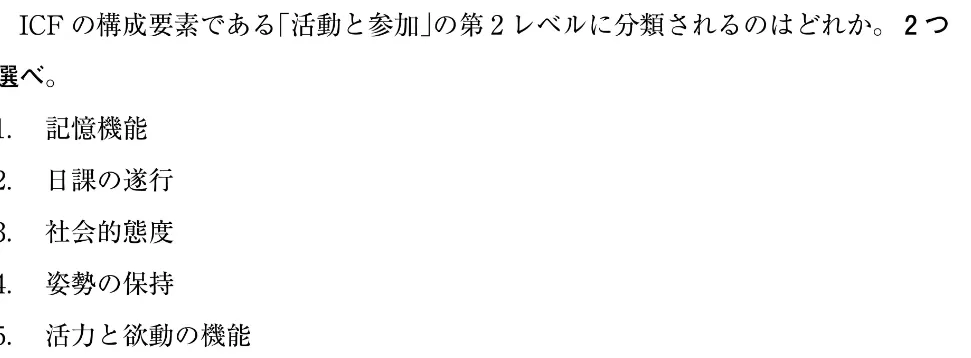 ICF の構成要素である「活動と参加」の第2レベルに分類されるのはどれか。2つ
選べ。
1. 記憶機能
2. 日課の遂行
3. 社会的態度
4. 姿勢の保持
5. 活力と欲動の機能